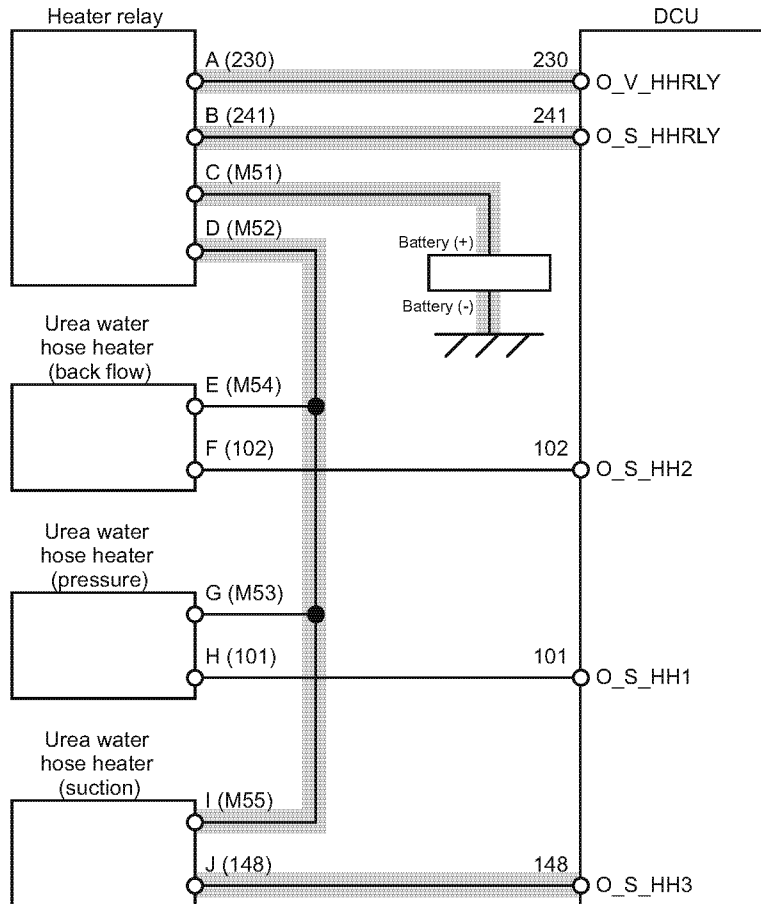 Heater relay
DCU
A (230)
230
O_V_HHRLY
B (241)
241
O_S_HHRLY
C (M51)
D (M52)
Battery (+)
Battery (-)
Urea water
hose heater
(back flow)
E (M54)
F (102)
102
O_S_HH2
Urea water
hose heater
(pressure)
G (M53)
H (101)
101
O_S_HH1
Urea water
hose heater
(suction)
I (M55)
J (148)
148
O_S_HH3